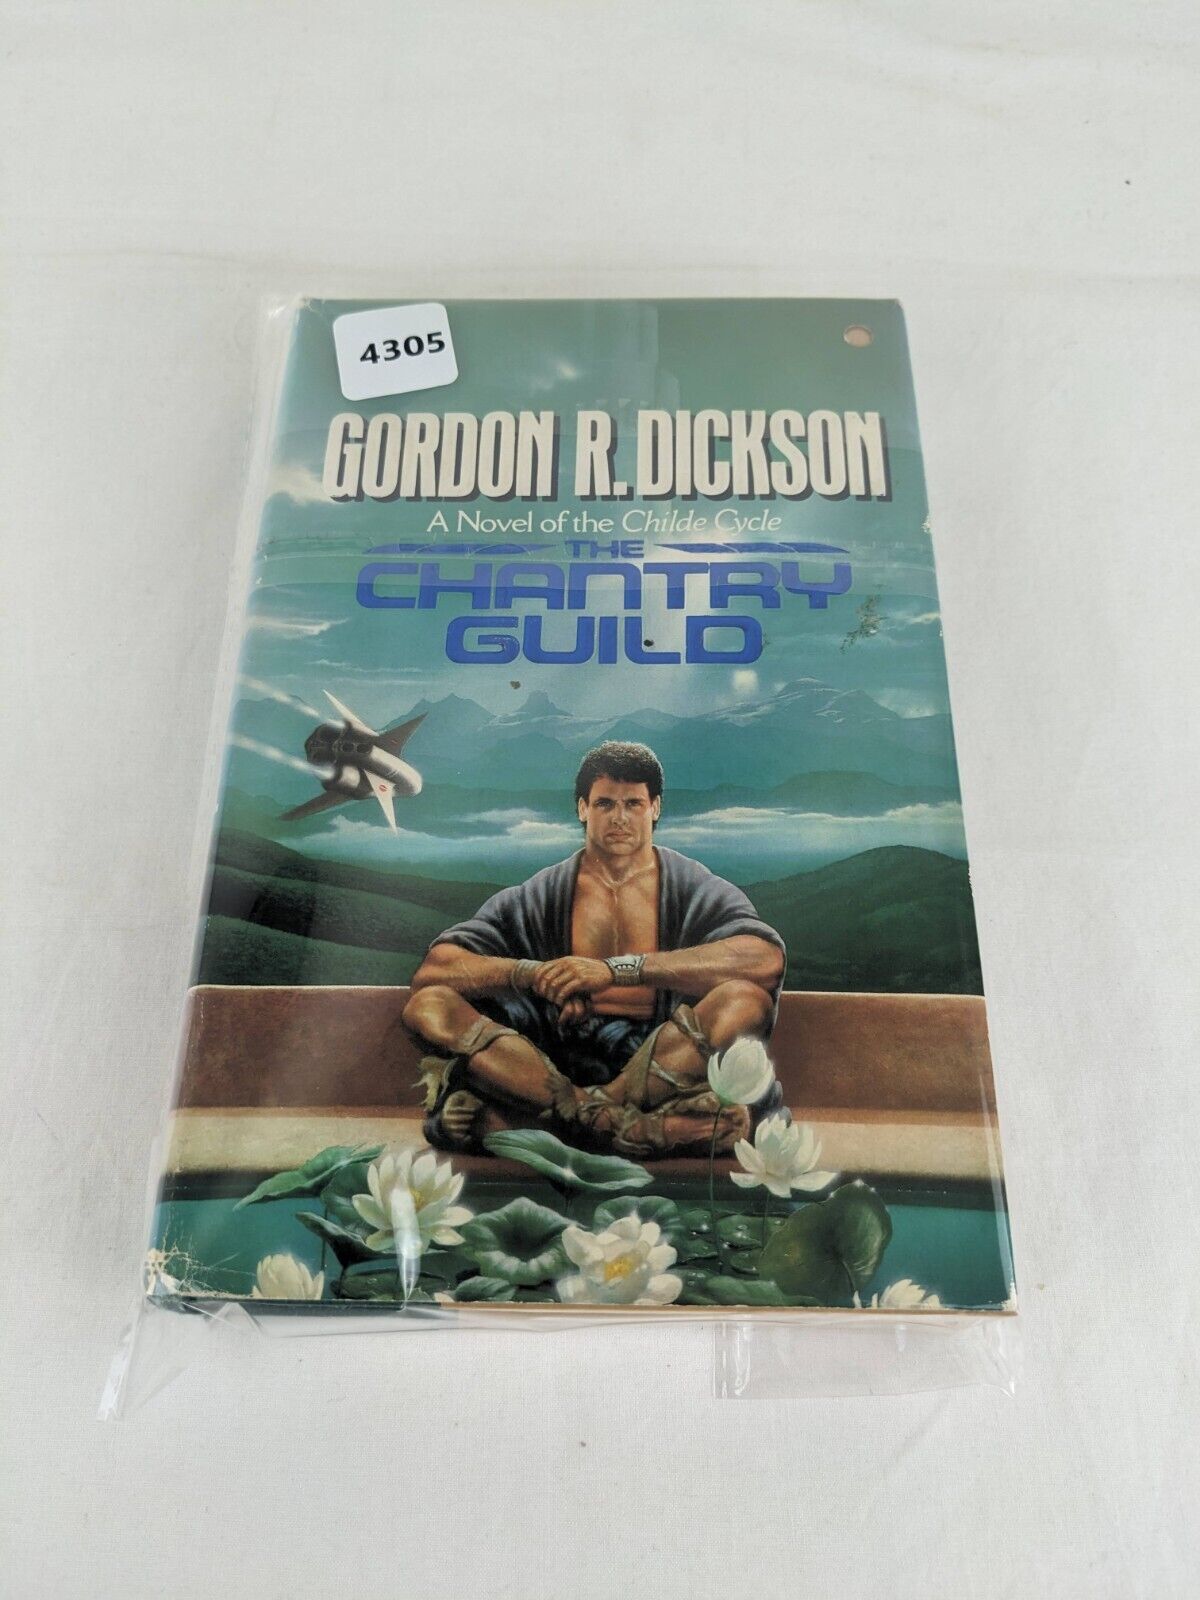 4305
GORDON R. DICKSON
A Novel of the Childe Cycle
THE
CHANTRY
GUILD